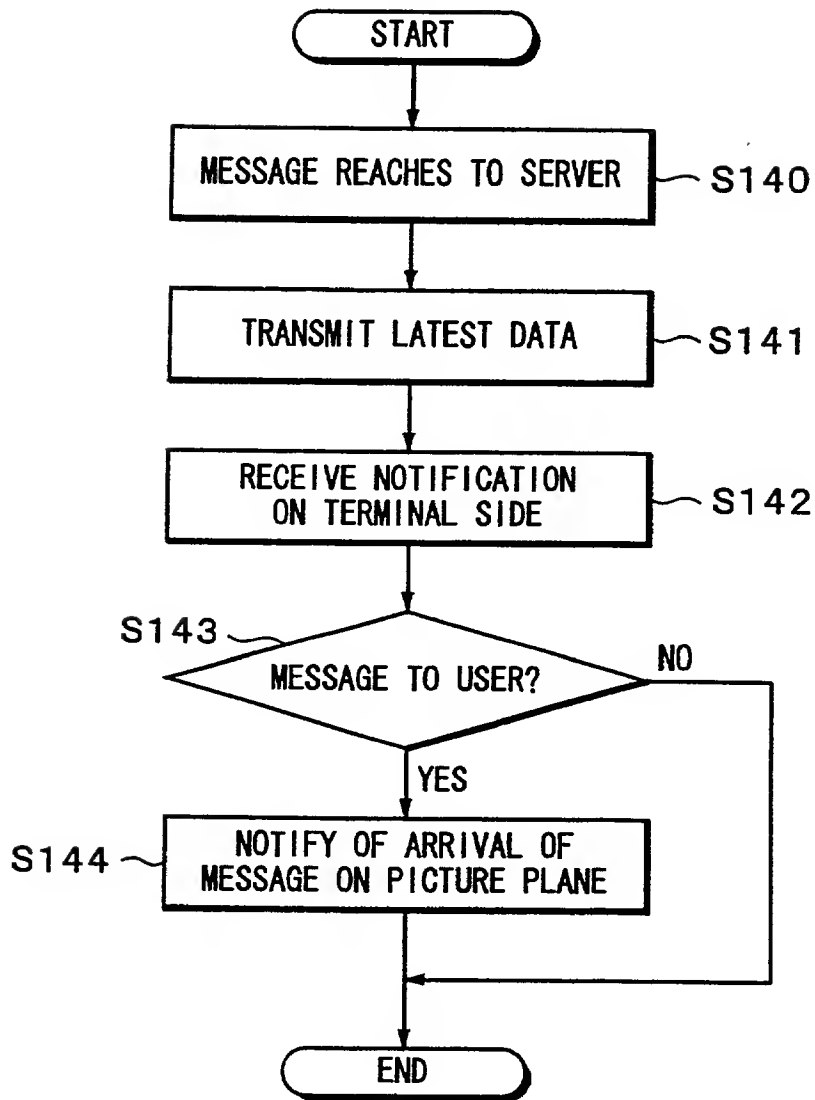 START
MESSAGE REACHES TO SERVER
S140
TRANSMIT LATEST DATA
S141
RECEIVE NOTIFICATION
ON TERMINAL SIDE
S142
S143
MESSAGE TO USER?
NO
YES
S144
NOTIFY OF ARRIVAL OF
MESSAGE ON PICTURE PLANE
END